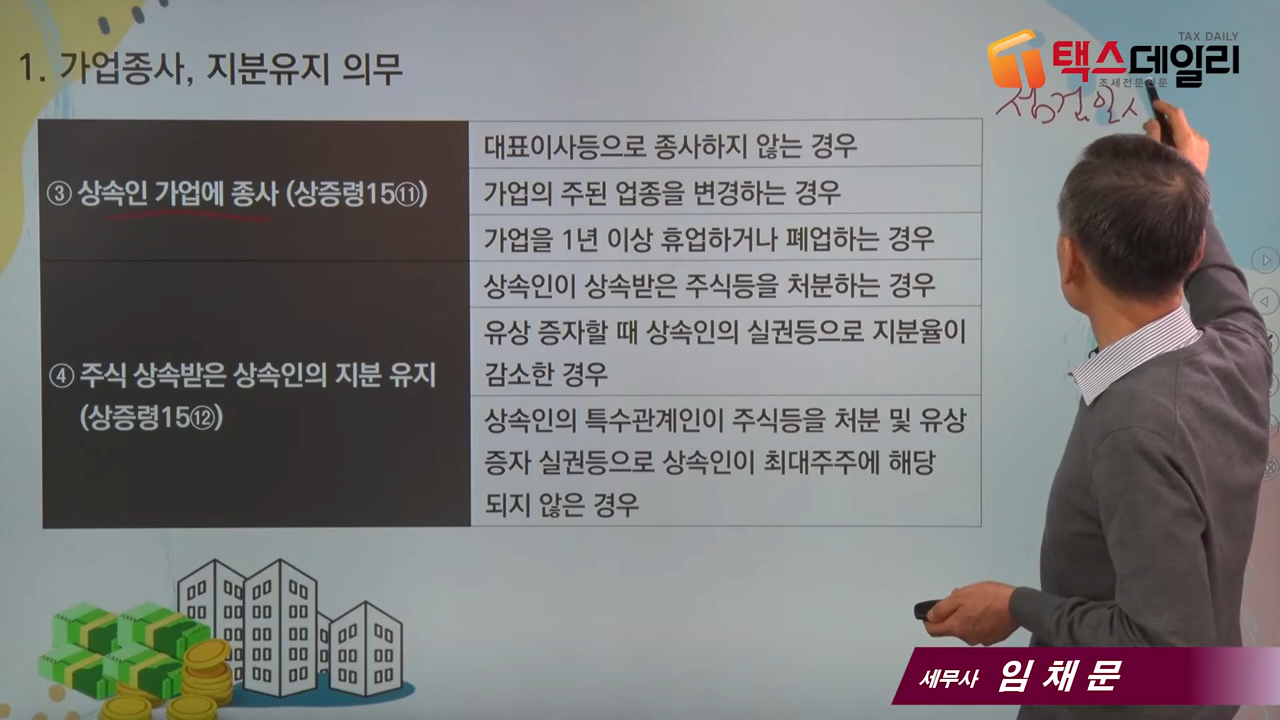 TAX DAILY
택스데일리
조세전문신문
1. 가업종사, 지분유지 의무
③ 상속인 가업에 종사 (상증령15⑪)
대표이사등으로 종사하지 않는 경우
가업의 주된 업종을 변경하는 경우
가업을 1년 이상 휴업하거나 폐업하는 경우
④ 주식 상속받은 상속인의 지분 유지
(상증령15⑫)
상속인이 상속받은 주식등을 처분하는 경우
유상 증자할 때 상속인의 실권등으로 지분율이
감소한 경우
상속인의 특수관계인이 주식등을 처분 및 유상
증자 실권등으로 상속인이 최대주주에 해당
되지 않은 경우
세무사 임채문